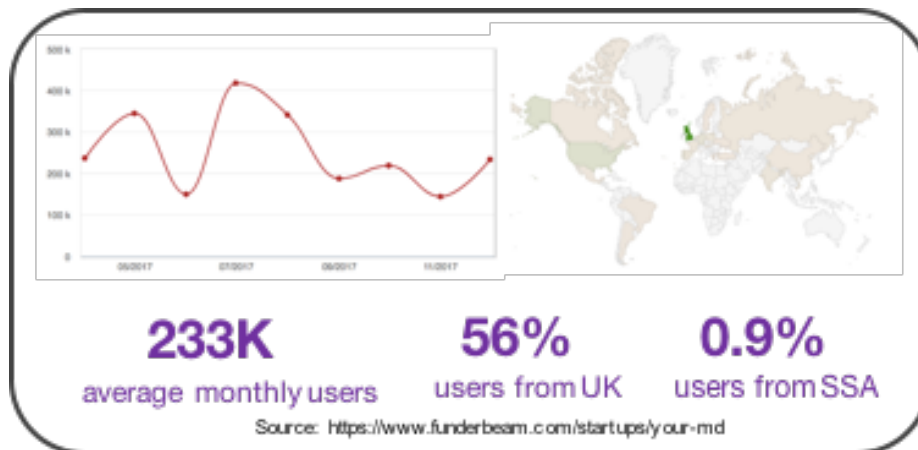 500 k
400 k
300 k
200 k
100 k
0
05/2017 07/2017 09/2017 11/2017
233K
average monthly users
56%
users from UK
0.9%
users from SSA
Source: https://www.funderbeam.com/startups/your-md